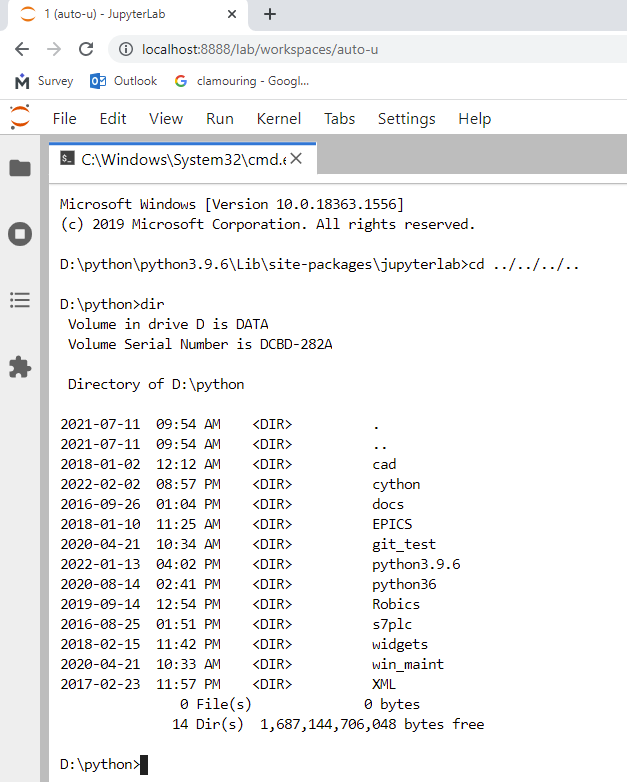 1 (auto-u) - JupyterLab
localhost:8888/lab/workspaces/auto-u
Survey Outlook clamouring - Googl...
File Edit View Run Kernel Tabs Settings Help
C:\Windows\System32\cmd.e
Microsoft Windows [Version 10.0.18363.1556]
(c) 2019 Microsoft Corporation. All rights reserved.
D:\python\python3.9.6\Lib\site-packages\jupyterlab>cd ../../../..
D:\python>dir
Volume in drive D is DATA
Volume Serial Number is DCBD-282A
Directory of D:\python
2021-07-11 09:54 AM <DIR> .
2021-07-11 09:54 AM <DIR> ..
2018-01-02 12:12 AM <DIR> cad
2022-02-02 08:57 PM <DIR> cython
2016-09-26 01:04 PM <DIR> docs
2018-01-10 11:25 AM <DIR> EPICS
2020-04-21 10:34 AM <DIR> git_test
2022-01-13 04:02 PM <DIR> python3.9.6
2020-08-14 02:41 PM <DIR> python36
2019-09-14 12:54 PM <DIR> Robics
2016-08-25 01:51 PM <DIR> s7plc
2018-02-15 11:42 PM <DIR> widgets
2020-04-21 10:33 AM <DIR> win_maint
2017-02-23 11:57 PM <DIR> XML
0 File(s) 0 bytes
14 Dir(s) 1,687,144,706,048 bytes free
D:\python>